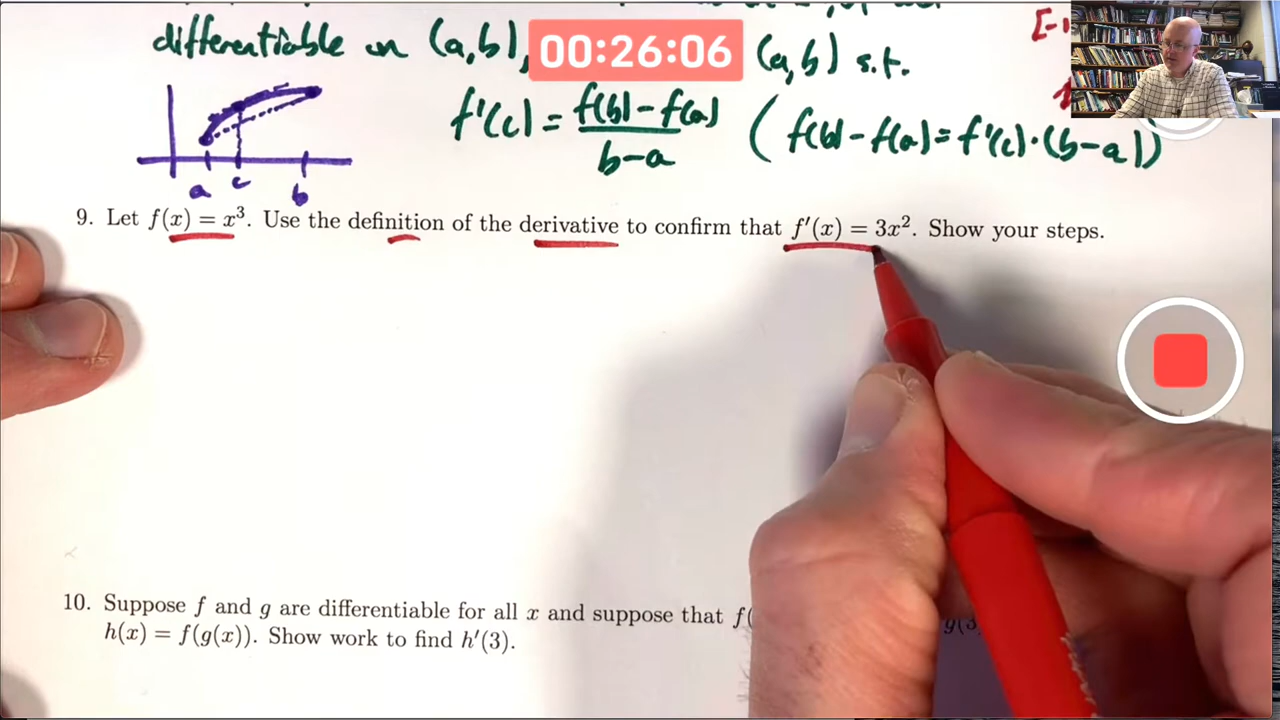 differentiable on (a,b), (a,b) s.t.
00:26:06
[-1
f'(c) = f(b) - f(a) / b-a (f(b) - f(a) = f'(c)·(b-a))
a c b
9. Let f(x) = x³. Use the definition of the derivative to confirm that f′(x) = 3x². Show your steps.
10. Suppose f and g are differentiable for all x and suppose that f(
h(x) = f(g(x)). Show work to find h′(3).